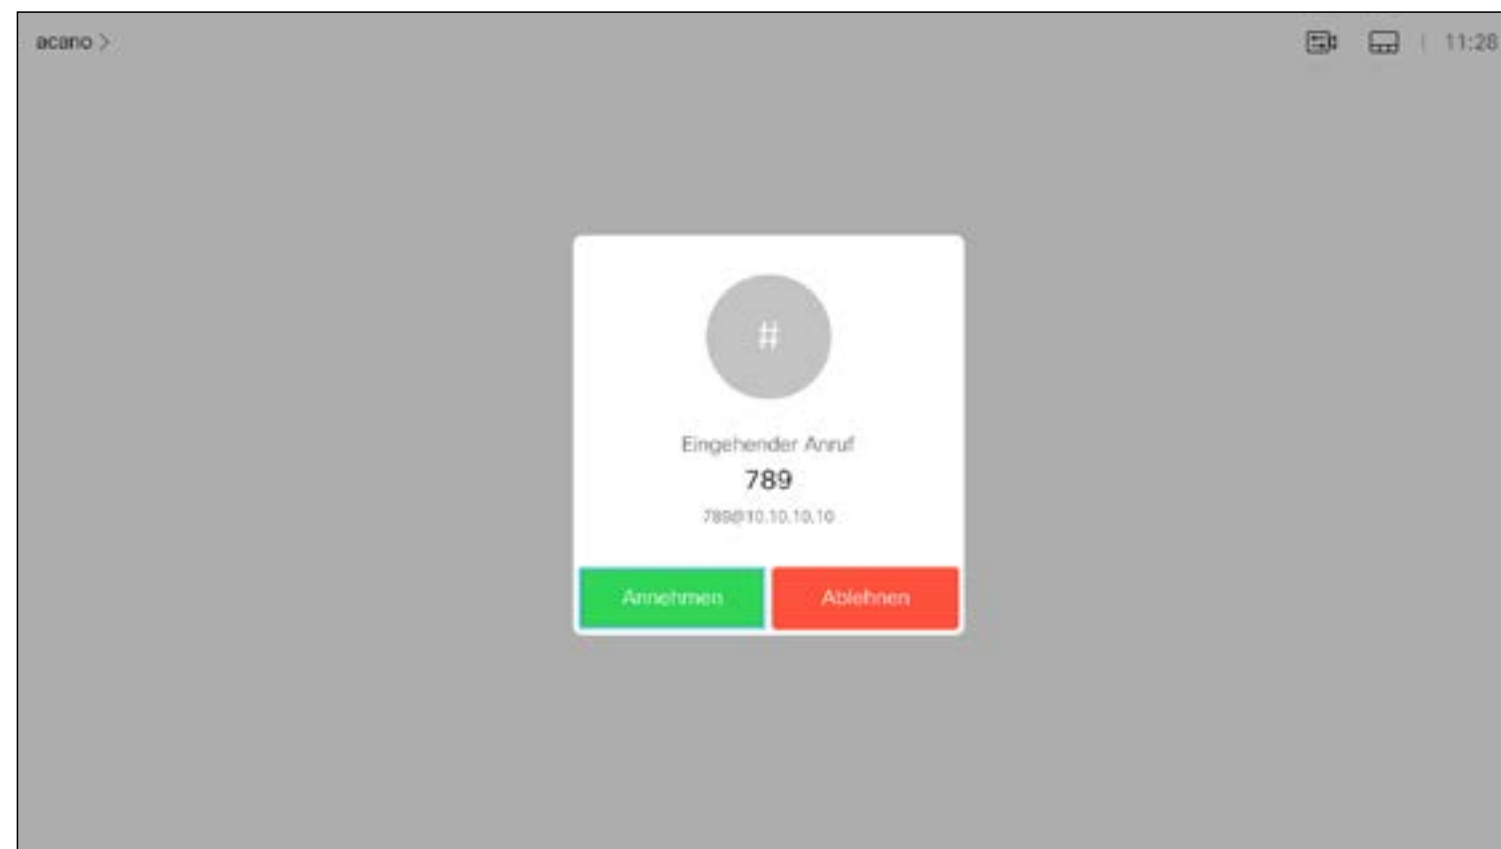 acano >
11:28
#
Eingehender Anruf
789
789@10.10.10.10
Annehmen
Ablehnen